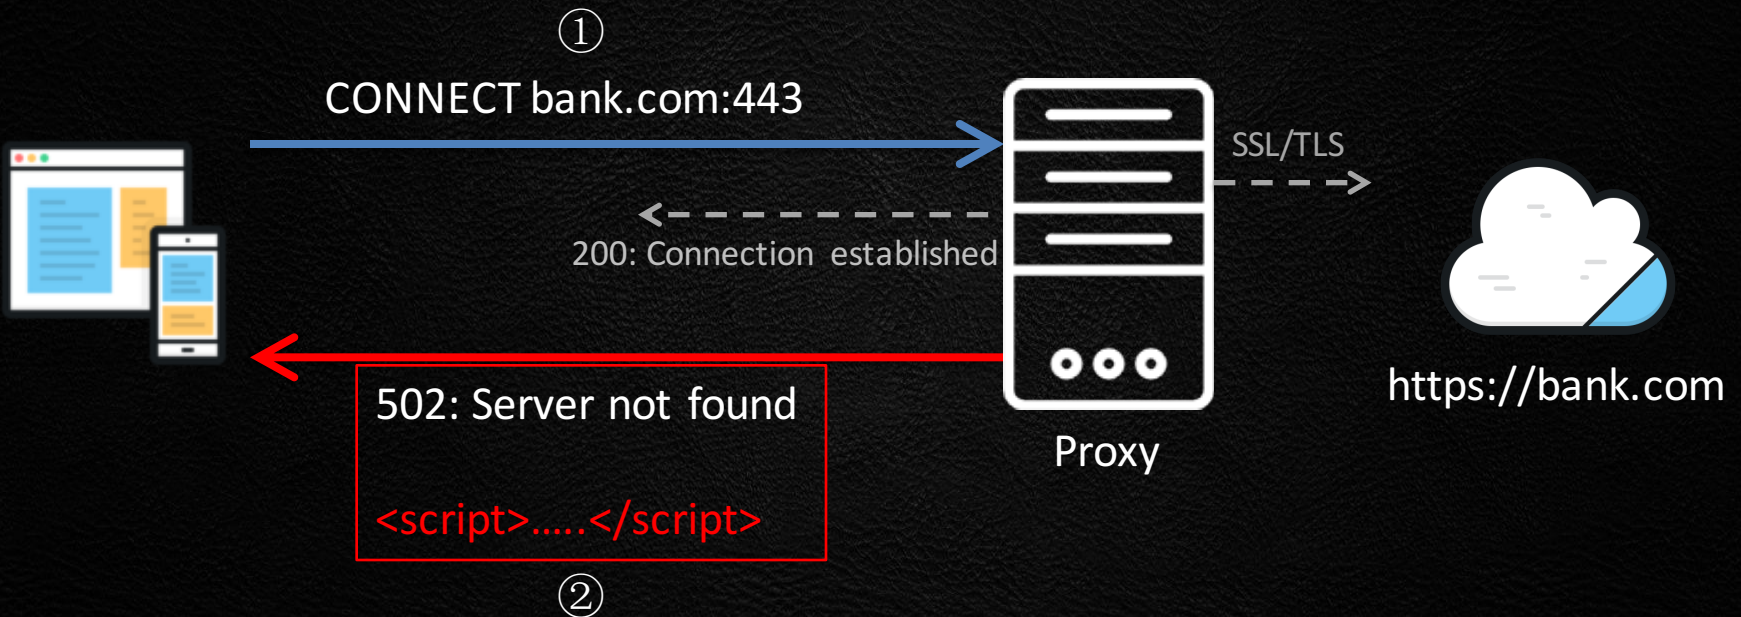 ①
CONNECT bank.com:443
SSL/TLS
200: Connection established
502: Server not found
https://bank.com
Proxy
<script>.....</script>
②